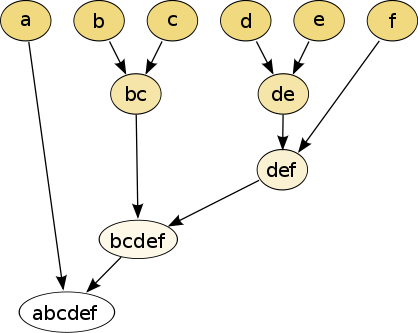 a b c d e f
bc de
def
bcdef
abcdef